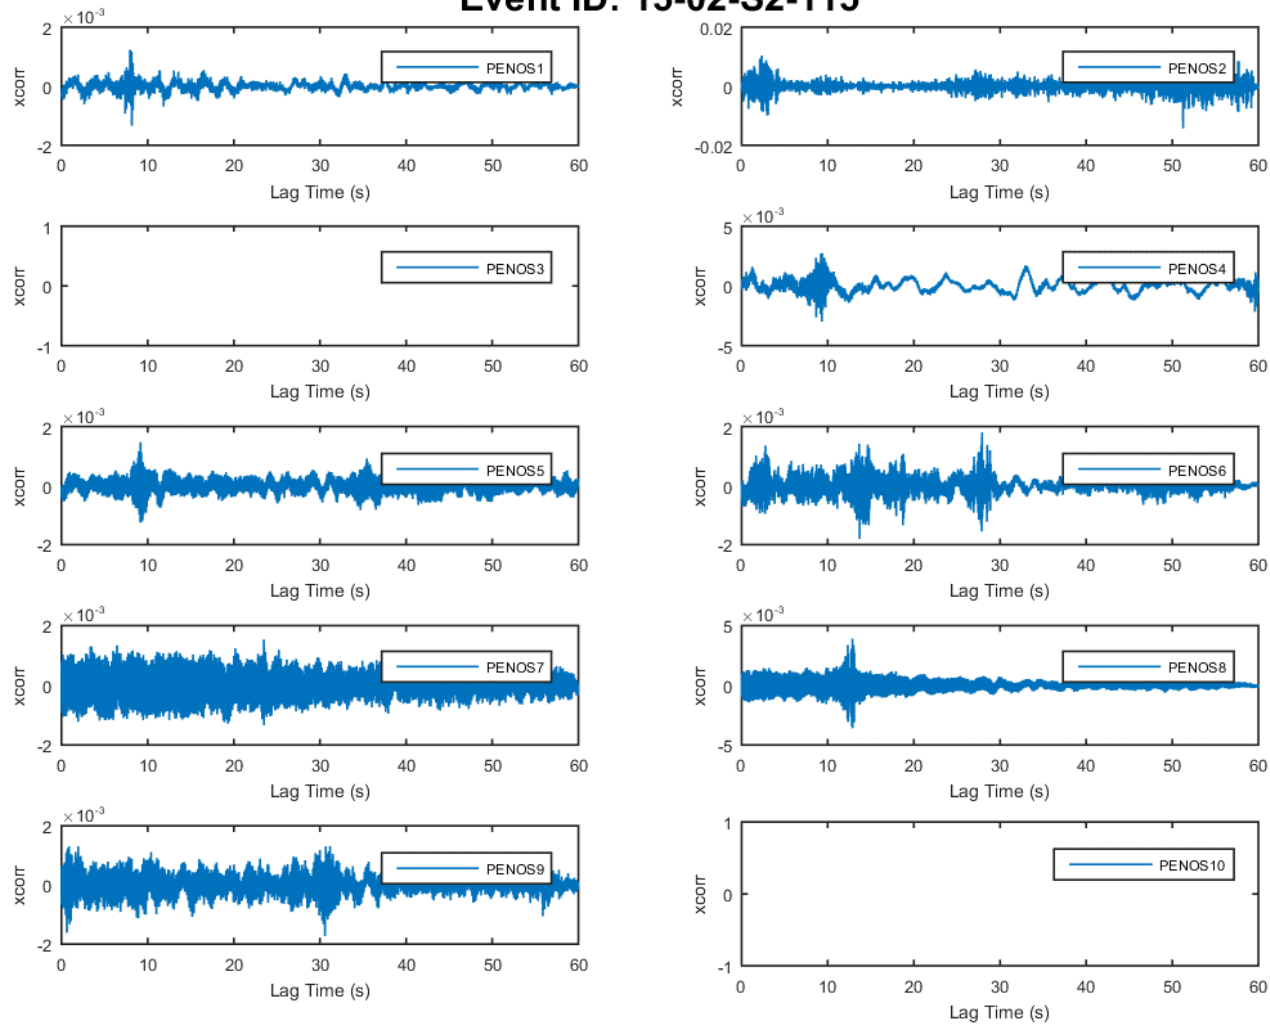 Event ID: 15-02-S2-T15
×10⁻³
2
0
-2
xcorr
PENOS1
0 10 20 30 40 50 60
Lag Time (s)
0.02
0
-0.02
xcorr
PENOS2
0 10 20 30 40 50 60
Lag Time (s)
1
0
-1
xcorr
PENOS3
0 10 20 30 40 50 60
Lag Time (s)
×10⁻³
5
0
-5
xcorr
PENOS4
0 10 20 30 40 50 60
Lag Time (s)
×10⁻³
2
0
-2
xcorr
PENOS5
0 10 20 30 40 50 60
Lag Time (s)
×10⁻³
2
0
-2
xcorr
PENOS6
0 10 20 30 40 50 60
Lag Time (s)
×10⁻³
2
0
-2
xcorr
PENOS7
0 10 20 30 40 50 60
Lag Time (s)
×10⁻³
5
0
-5
xcorr
PENOS8
0 10 20 30 40 50 60
Lag Time (s)
×10⁻³
2
0
-2
xcorr
PENOS9
0 10 20 30 40 50 60
Lag Time (s)
1
0
-1
xcorr
PENOS10
0 10 20 30 40 50 60
Lag Time (s)